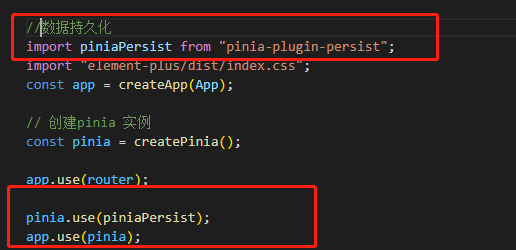 //数据持久化
import piniaPersist from "pinia-plugin-persist";
import "element-plus/dist/index.css";
const app = createApp(App);
// 创建pinia 实例
const pinia = createPinia();
app.use(router);
pinia.use(piniaPersist);
app.use(pinia);